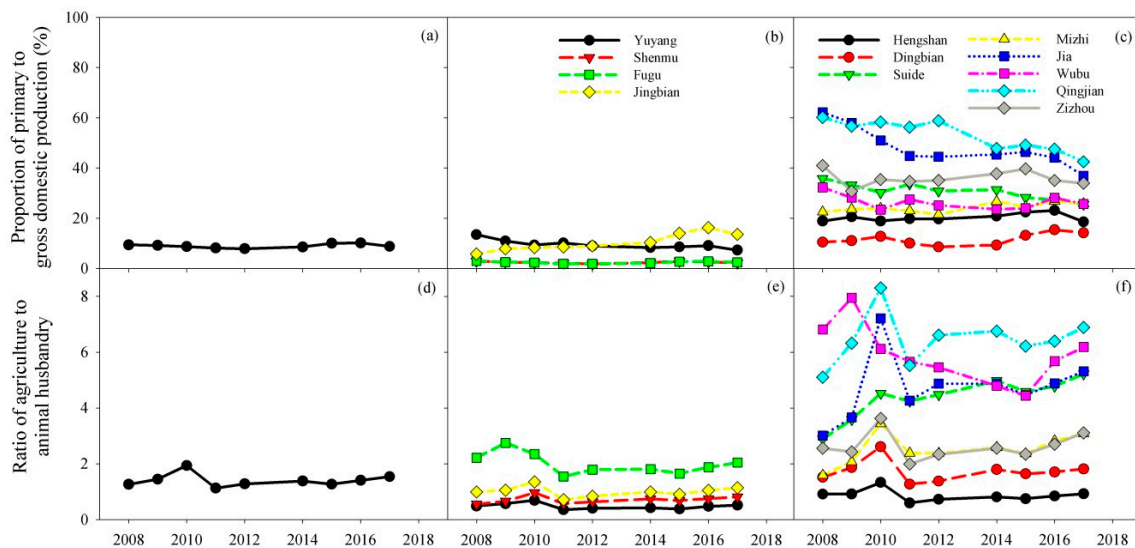 Proportion of primary to
gross domestic production (%)
100
80
60
40
20
0
(a)
(b)
Yuyang
Shenmu
Fugu
Jingbian
(c)
Hengshan
Dingbian
Suide
Mizhi
Jia
Wubu
Qingjian
Zizhou
Ratio of agriculture to
animal husbandry
8
6
4
2
0
(d)
(e)
(f)
2008 2010 2012 2014 2016 2018
2008 2010 2012 2014 2016 2018
2008 2010 2012 2014 2016 2018